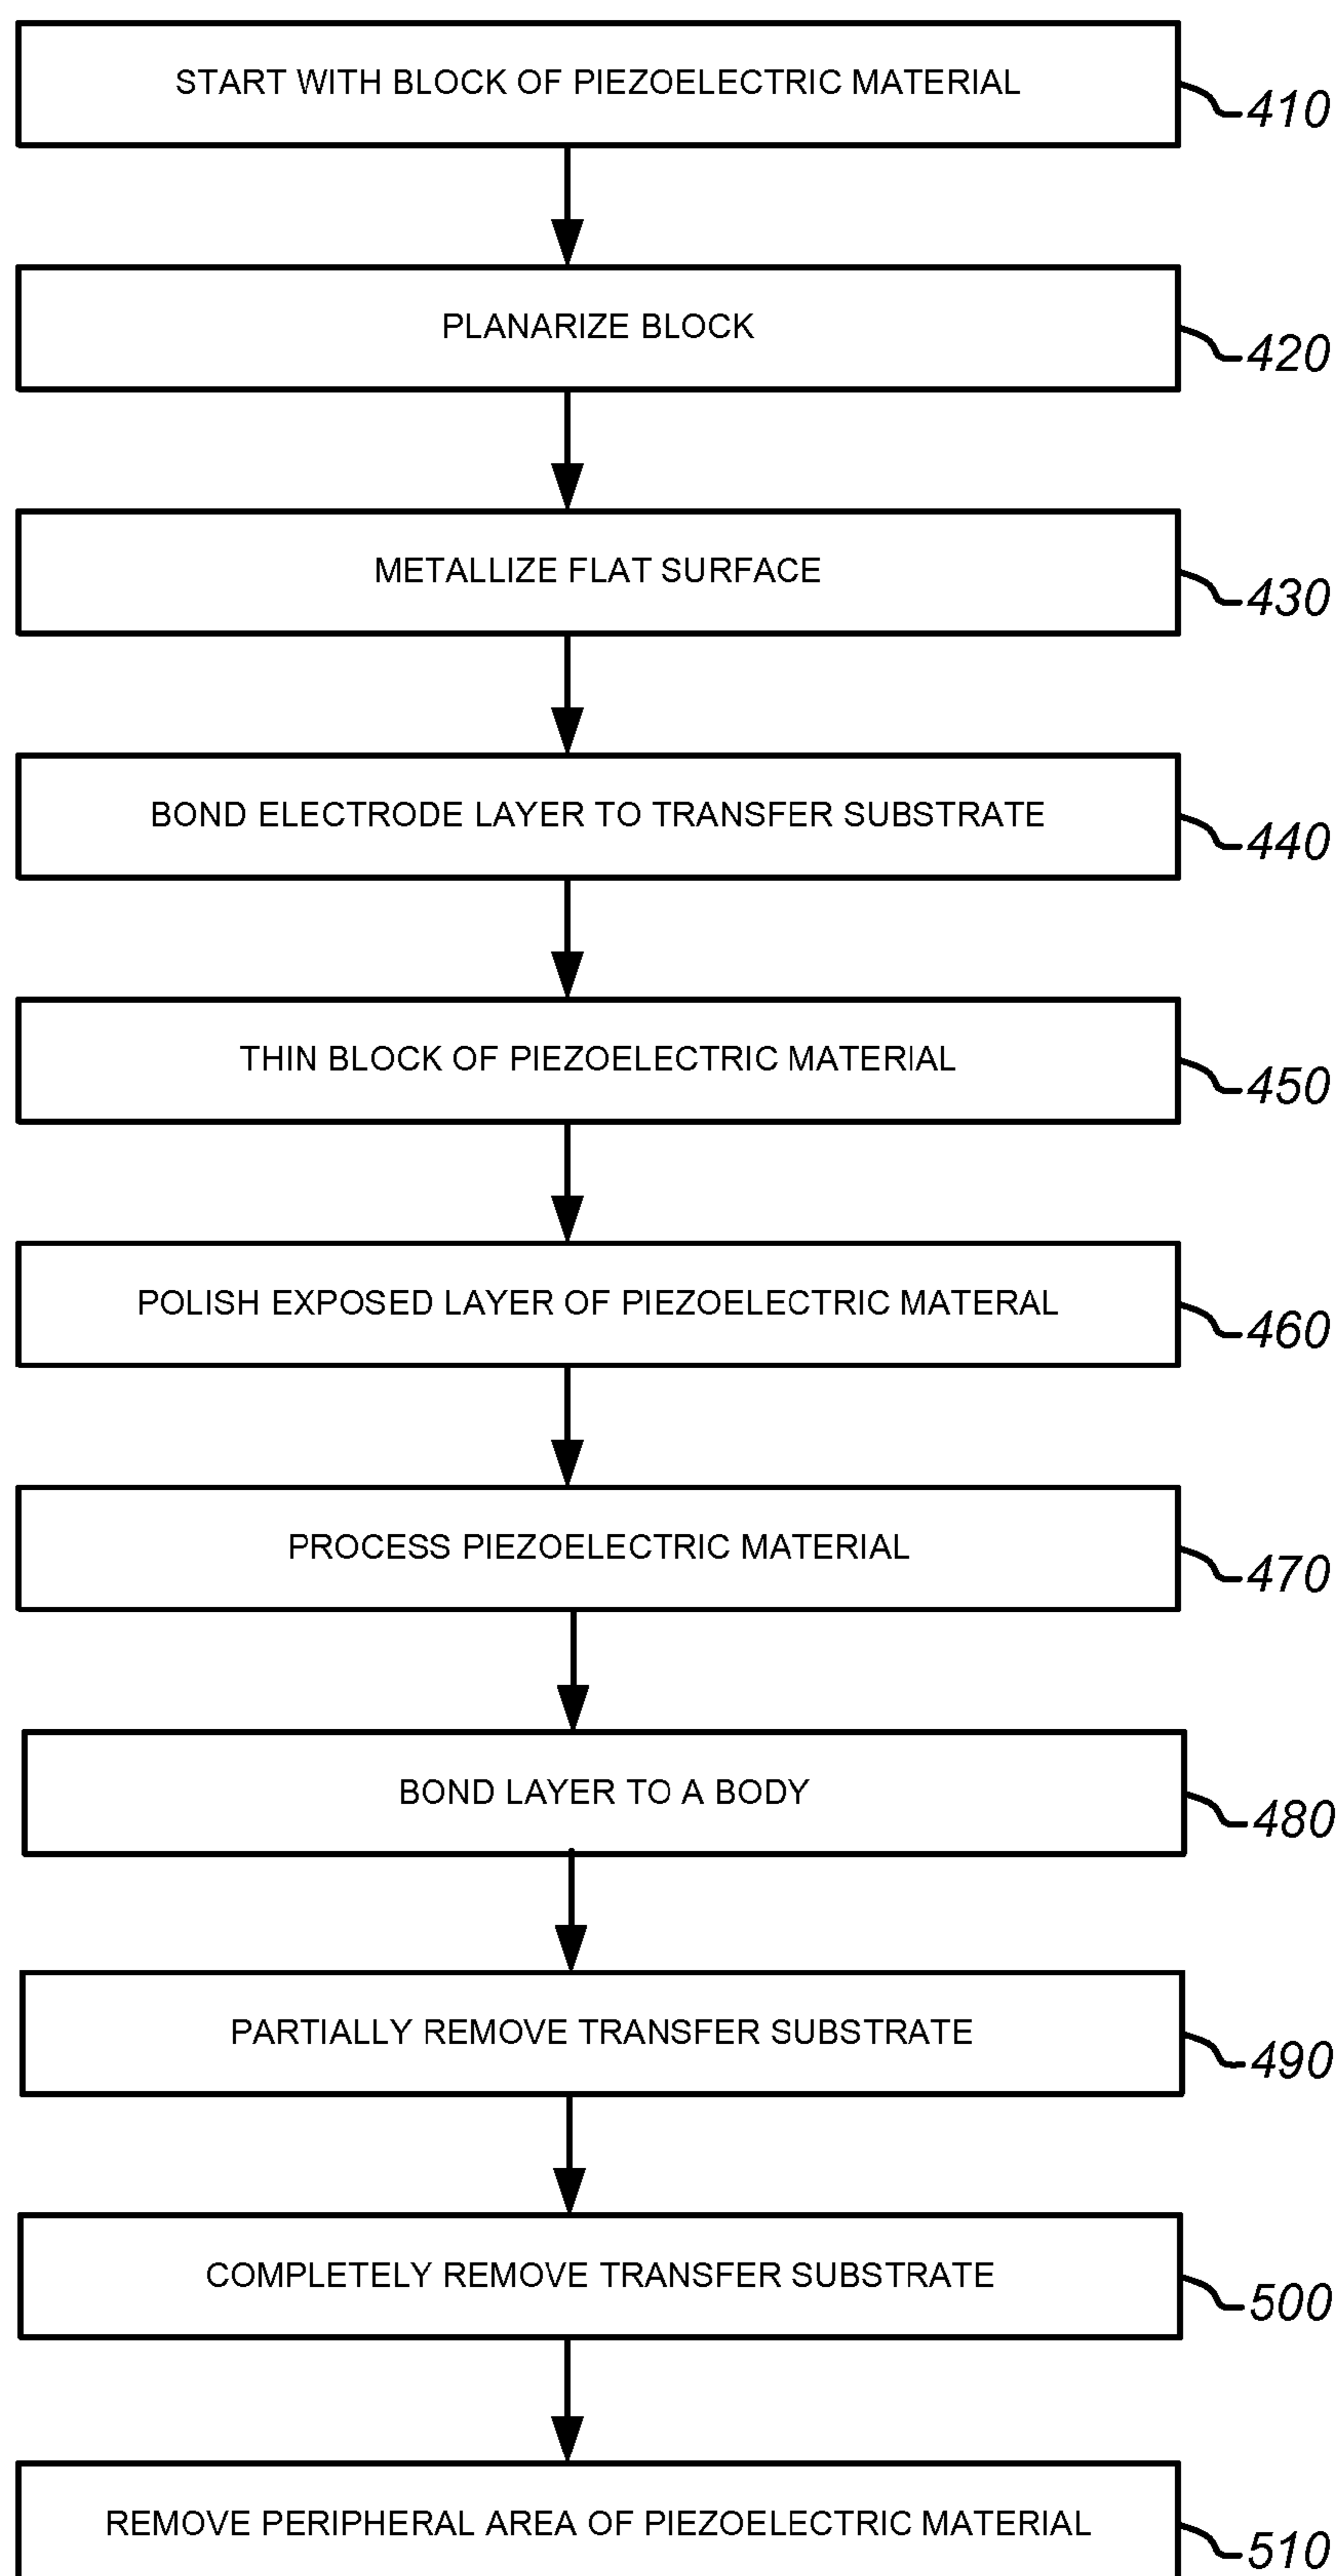 START WITH BLOCK OF PIEZOELECTRIC MATERIAL
410
PLANARIZE BLOCK
420
METALLIZE FLAT SURFACE
430
BOND ELECTRODE LAYER TO TRANSFER SUBSTRATE
440
THIN BLOCK OF PIEZOELECTRIC MATERIAL
450
POLISH EXPOSED LAYER OF PIEZOELECTRIC MATERAL
460
PROCESS PIEZOELECTRIC MATERIAL
470
BOND LAYER TO A BODY
480
PARTIALLY REMOVE TRANSFER SUBSTRATE
490
COMPLETELY REMOVE TRANSFER SUBSTRATE
500
REMOVE PERIPHERAL AREA OF PIEZOELECTRIC MATERIAL
510